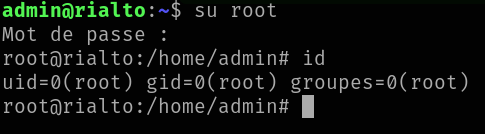 admin@rialto:~$ su root
Mot de passe :
root@rialto:/home/admin# id
uid=0(root) gid=0(root) groupes=0(root)
root@rialto:/home/admin#